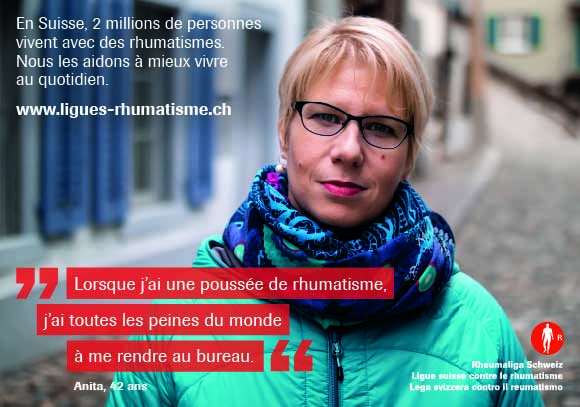 En Suisse, 2 millions de personnes
vivent avec des rhumatismes.
Nous les aidons à mieux vivre
au quotidien.
www.ligues-rhumatisme.ch
Lorsque j’ai une poussée de rhumatisme,
j’ai toutes les peines du monde
à me rendre au bureau.
Anita, 42 ans
R
Rheumaliga Schweiz
Ligue suisse contre le rhumatisme
Lega svizzera contro il reumatismo